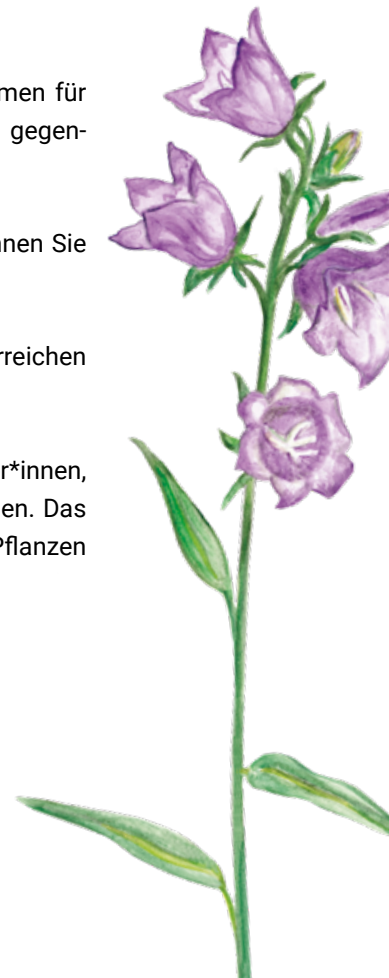 men für
gegen-
nnen Sie
rreichen
r*innen,
en. Das
Pflanzen